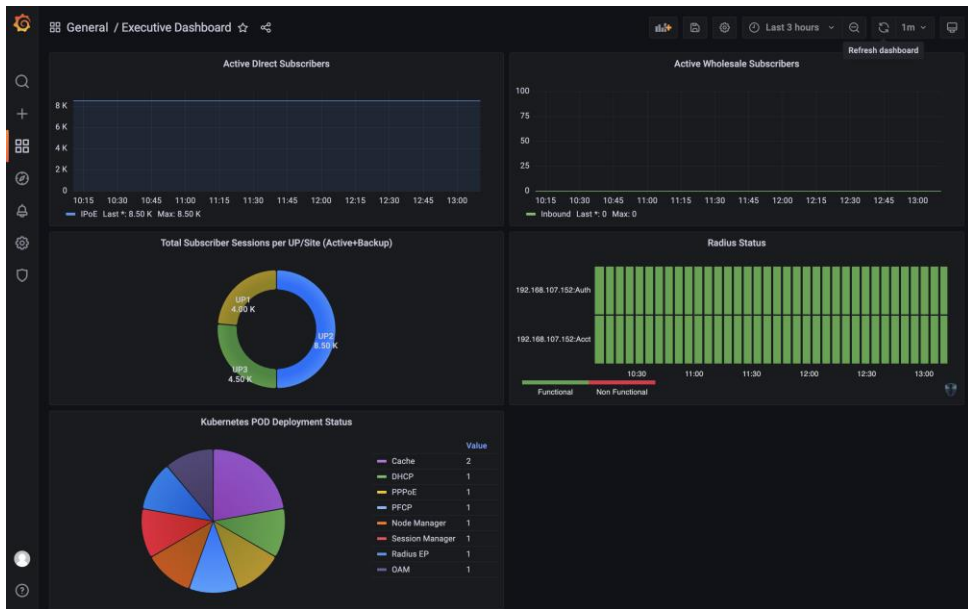 General / Executive Dashboard
Last 3 hours
1m
Refresh dashboard
Active DIrect Subscribers
8 K
6 K
4 K
2 K
0
10:15 10:30 10:45 11:00 11:15 11:30 11:45 12:00 12:15 12:30 12:45 13:00
IPoE Last *: 8.50 K Max: 8.50 K
Active Wholesale Subscribers
100
75
50
25
0
10:15 10:30 10:45 11:00 11:15 11:30 11:45 12:00 12:15 12:30 12:45 13:00
Inbound Last *: 0 Max: 0
Total Subscriber Sessions per UP/Site (Active+Backup)
UP1
4.00 K
UP2
8.50 K
UP3
4.50 K
Radius Status
192.168.107.152:Auth
192.168.107.152:Acct
10:30 11:00 11:30 12:00 12:30 13:00
Functional Non Functional
Kubernetes POD Deployment Status
Value
Cache 2
DHCP 1
PPPoE 1
PFCP 1
Node Manager 1
Session Manager 1
Radius EP 1
OAM 1